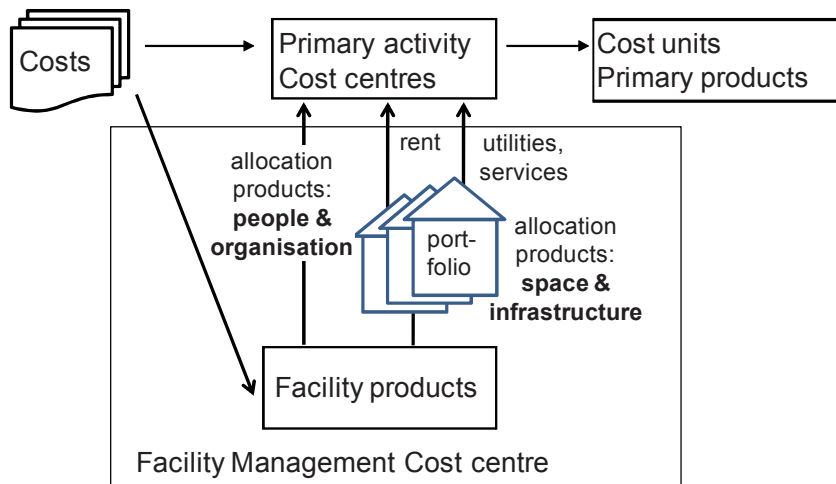 Costs
Primary activity
Cost centres
Cost units
Primary products
rent
utilities,
services
allocation
products:
people &
organisation
port-
folio
allocation
products:
space &
infrastructure
Facility products
Facility Management Cost centre